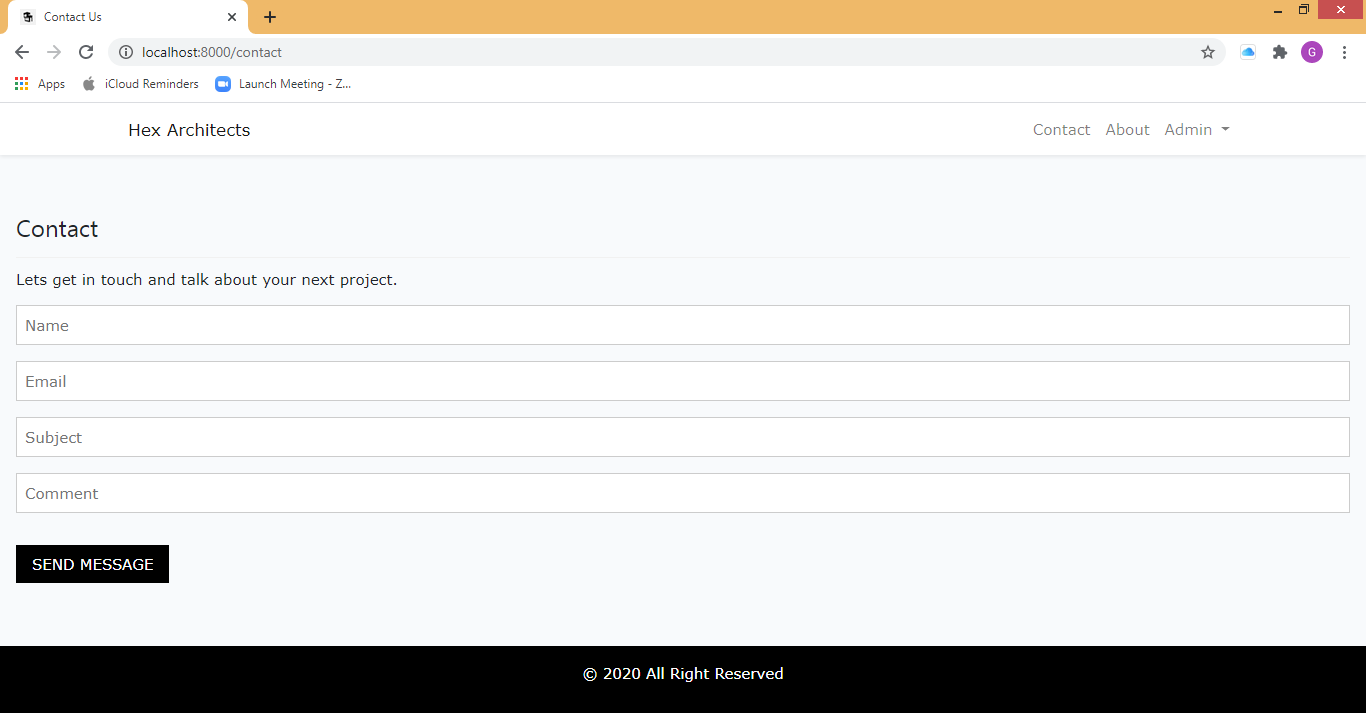 Contact Us
localhost:8000/contact
G
Apps
iCloud Reminders
Launch Meeting - Z...
Hex Architects
Contact About Admin
Contact
Lets get in touch and talk about your next project.
Name
Email
Subject
Comment
SEND MESSAGE
© 2020 All Right Reserved